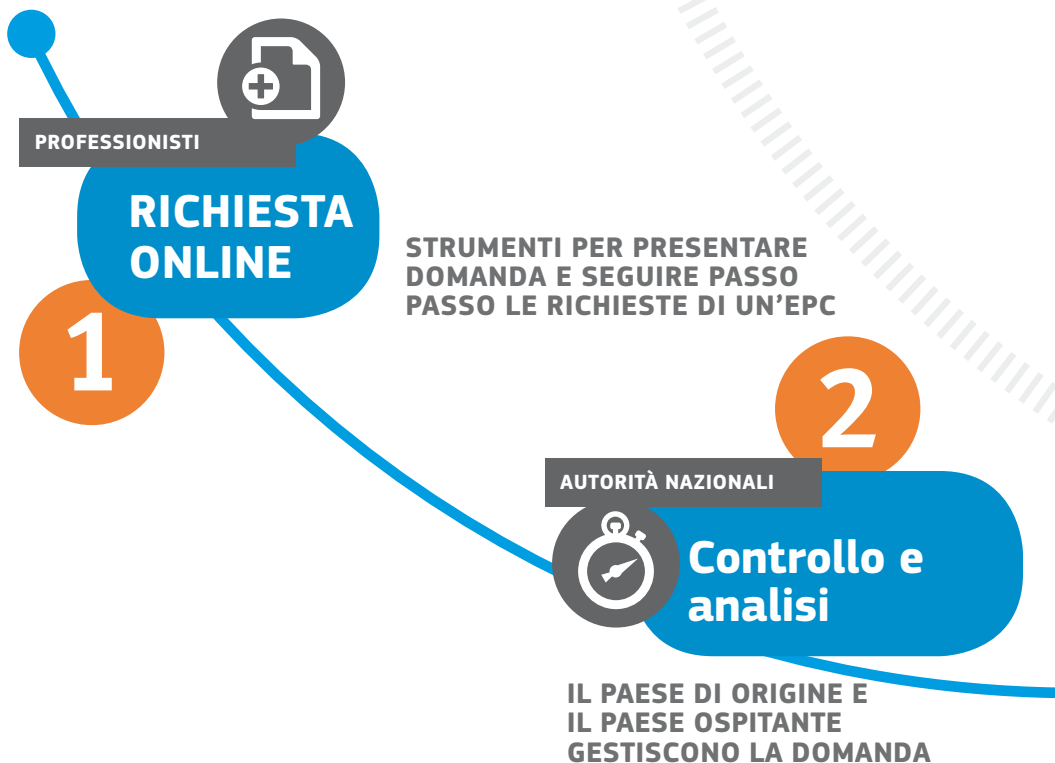 PROFESSIONISTI
RICHIESTA
ONLINE
1
STRUMENTI PER PRESENTARE
DOMANDA E SEGUIRE PASSO
PASSO LE RICHIESTE DI UN’EPC
2
AUTORITÀ NAZIONALI
Controllo e
analisi
IL PAESE DI ORIGINE E
IL PAESE OSPITANTE
GESTISCONO LA DOMANDA